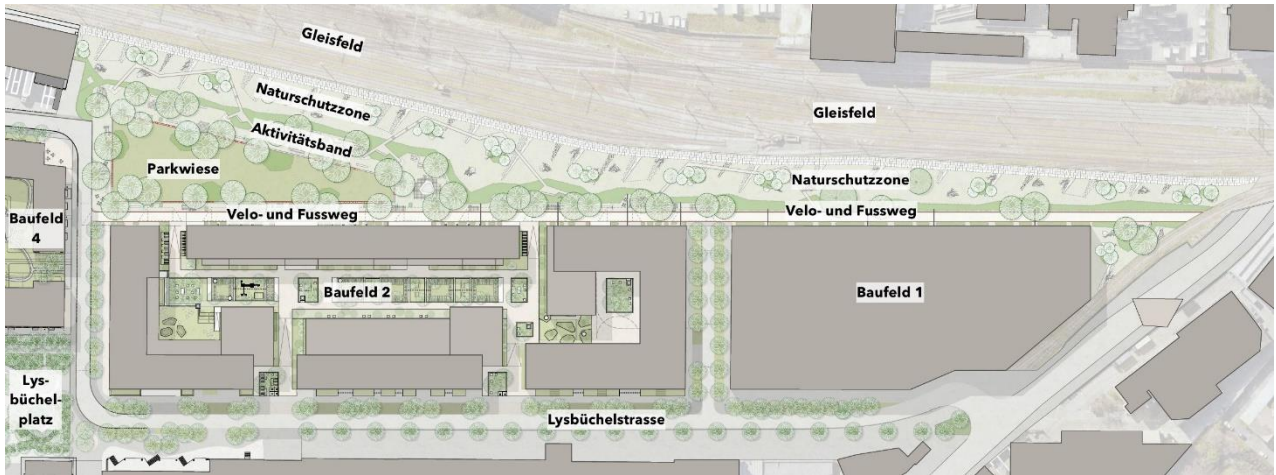 Gleisfeld
Naturschutzzone
Gleisfeld
Aktivitätsband
Parkwiese
Naturschutzzone
Velo- und Fussweg
Velo- und Fussweg
Baufeld
4
Baufeld 2
Baufeld 1
Lys-
büchel-
platz
Lysbüchelstrasse